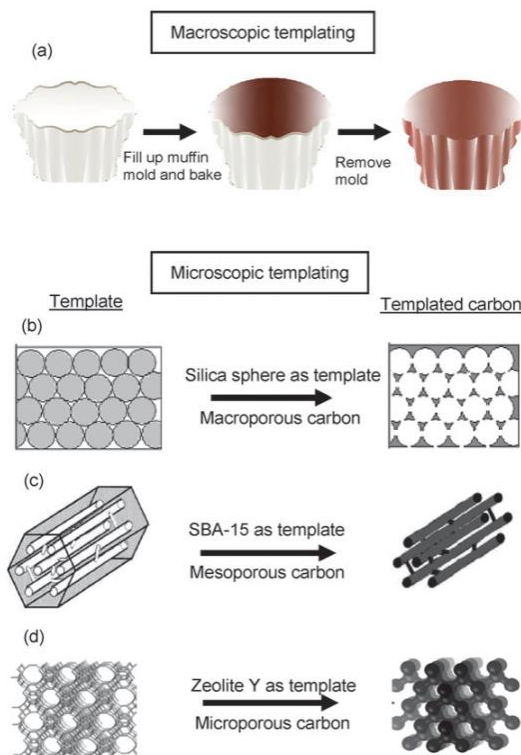 Macroscopic templating
(a)
Fill up muffin
mold and bake
Remove
mold
Microscopic templating
Template
Templated carbon
(b)
Silica sphere as template
Macroporous carbon
(c)
SBA-15 as template
Mesoporous carbon
(d)
Zeolite Y as template
Microporous carbon